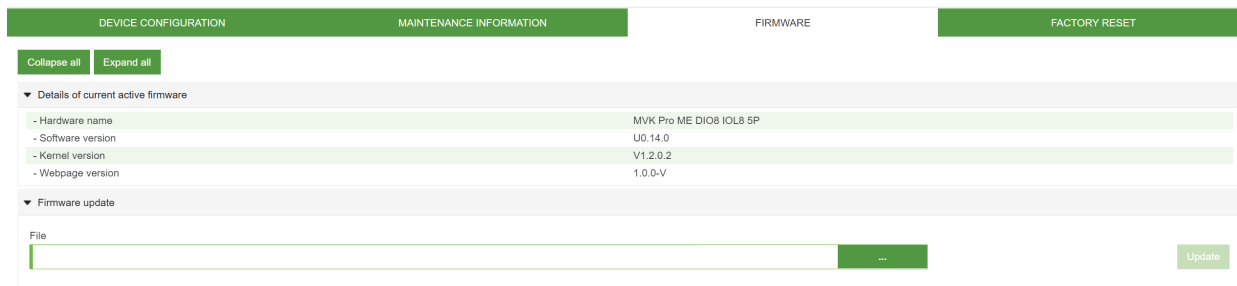 DEVICE CONFIGURATION MAINTENANCE INFORMATION FIRMWARE FACTORY RESET
Collapse all Expand all
Details of current active firmware
- Hardware name MVK Pro ME DIO8 IOL8 5P
- Software version U0.14.0
- Kernel version V1.2.0.2
- Webpage version 1.0.0-V
Firmware update
File
... Update